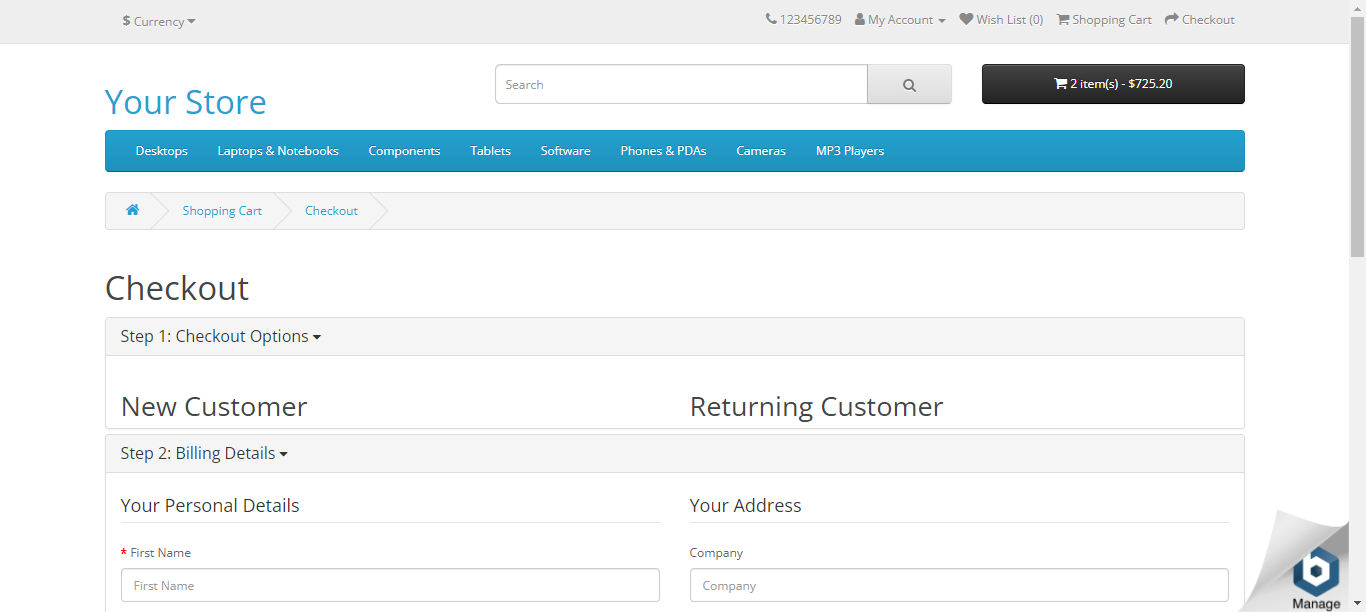 $ Currency
123456789 My Account Wish List (0) Shopping Cart Checkout
Your Store
Search
2 item(s) - $725.20
Desktops Laptops & Notebooks Components Tablets Software Phones & PDAs Cameras MP3 Players
Shopping Cart Checkout
Checkout
Step 1: Checkout Options
New Customer Returning Customer
Step 2: Billing Details
Your Personal Details Your Address
* First Name Company
First Name Company
b
Manage